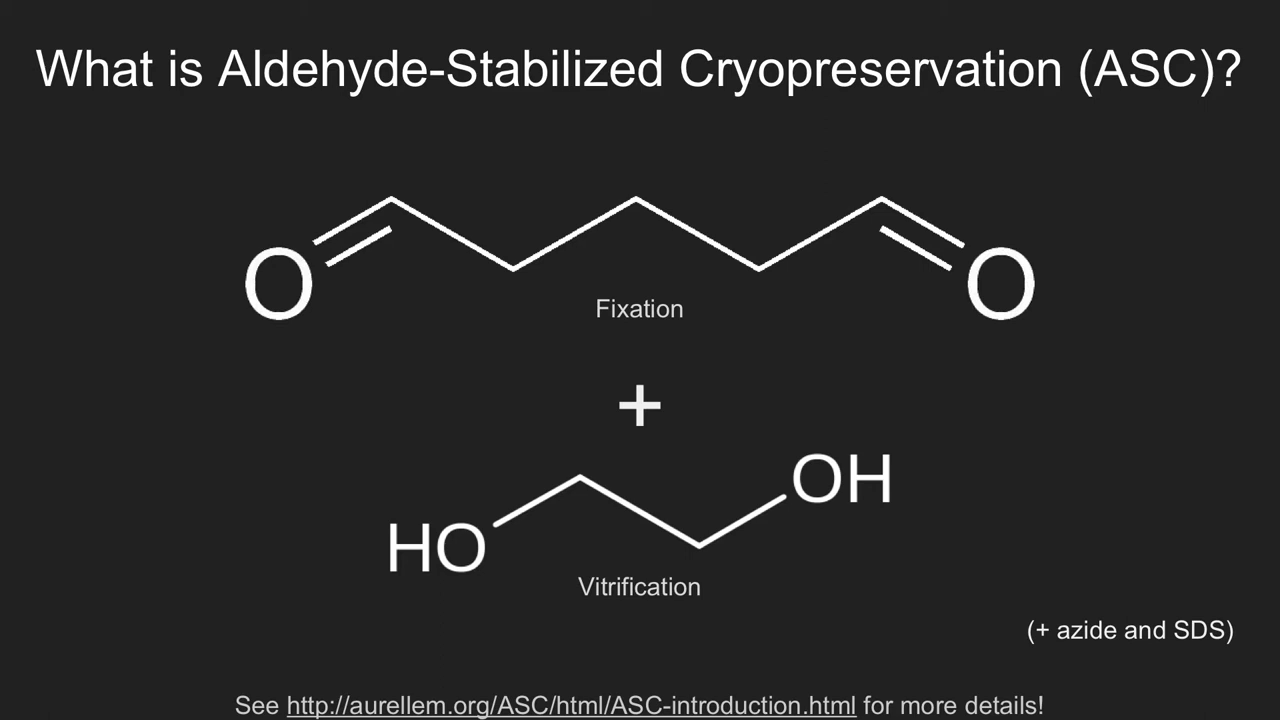 What is Aldehyde-Stabilized Cryopreservation (ASC)?
O
O
Fixation
+
OH
HO
Vitrification
(+ azide and SDS)
See http://aurellem.org/ASC/html/ASC-introduction.html for more details!